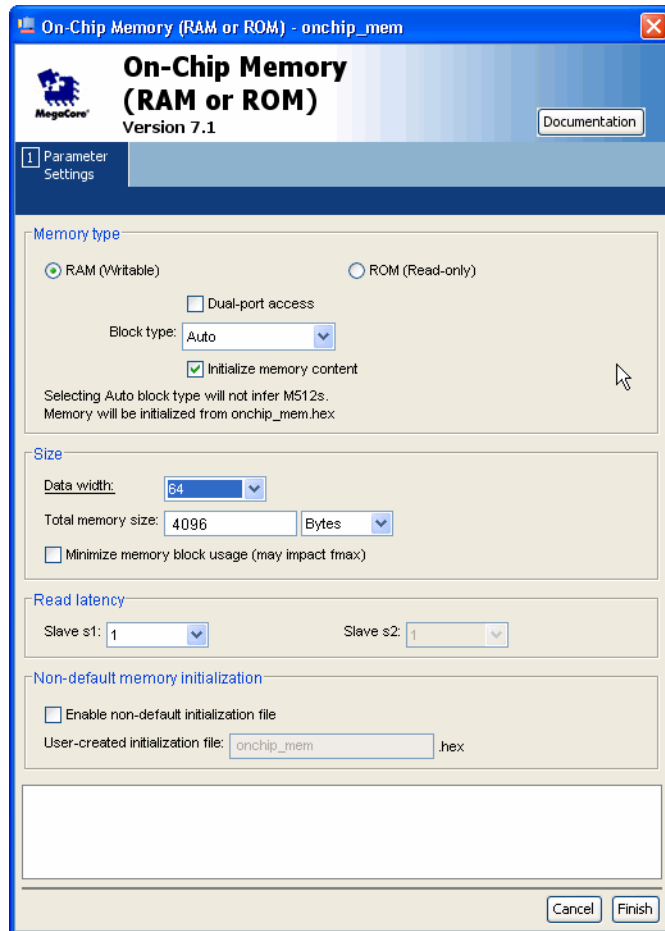 On-Chip Memory (RAM or ROM) - onchip_mem
MegaCore®
On-Chip Memory
(RAM or ROM)
Version 7.1
Documentation
1 Parameter
Settings
Memory type
RAM (Writable) ROM (Read-only)
Dual-port access
Block type: Auto
Initialize memory content
Selecting Auto block type will not infer M512s.
Memory will be initialized from onchip_mem.hex
Size
Data width: 64
Total memory size: 4096 Bytes
Minimize memory block usage (may impact fmax)
Read latency
Slave s1: 1 Slave s2: 1
Non-default memory initialization
Enable non-default initialization file
User-created initialization file: onchip_mem .hex
Cancel Finish